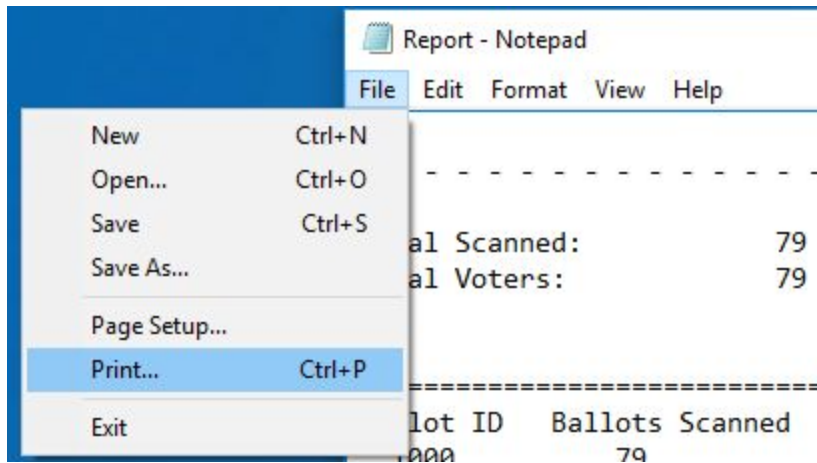 Report - Notepad
File Edit Format View Help
New Ctrl+N
Open... Ctrl+O
Save Ctrl+S
Save As...
Page Setup...
Print... Ctrl+P
Exit
- - - - - - - - - - - - -
al Scanned: 79
al Voters: 79
==========================
lot ID Ballots Scanned
1000 79